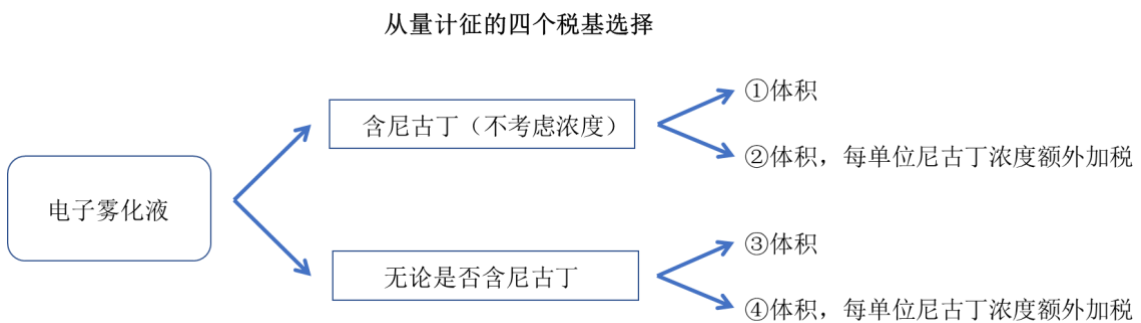 从量计征的四个税基选择
①体积
含尼古丁（不考虑浓度）
②体积，每单位尼古丁浓度额外加税
电子雾化液
③体积
无论是否含尼古丁
④体积，每单位尼古丁浓度额外加税